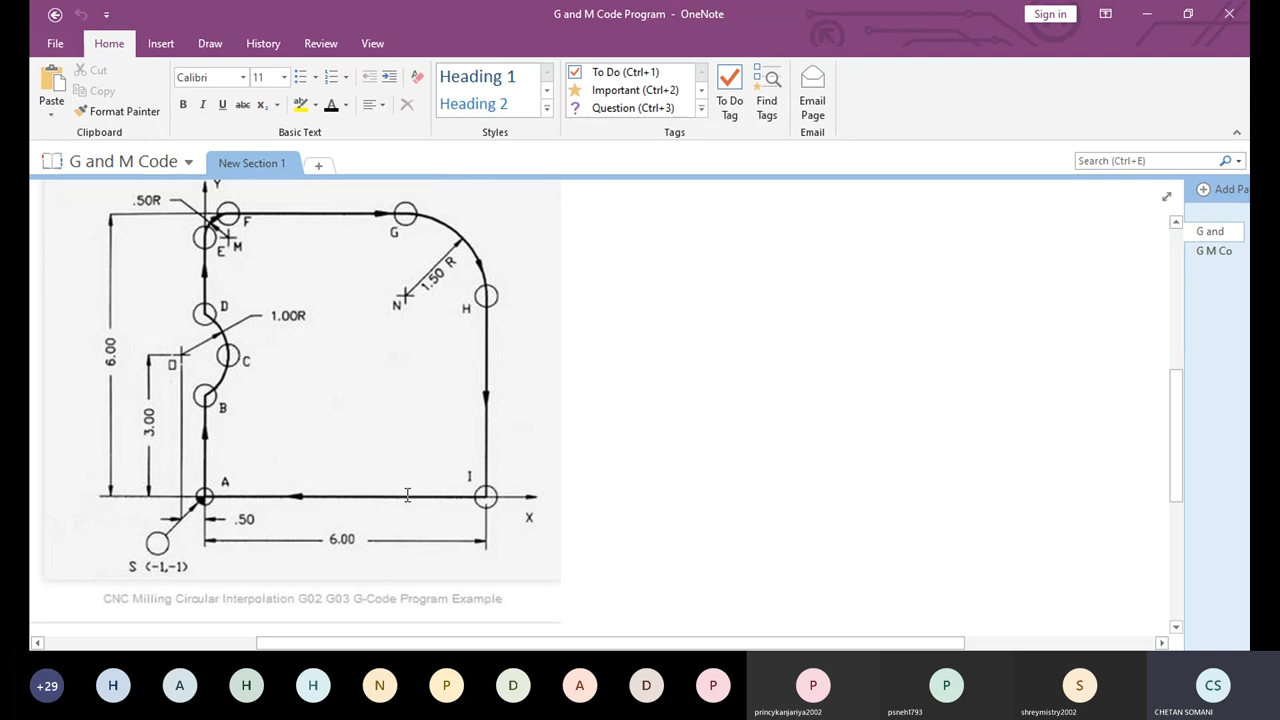 G and M Code Program - OneNote
Sign in
File Home Insert Draw History Review View
Paste
Cut
Copy
Format Painter
Clipboard
Calibri 11
B I U abc x₂ A
Basic Text
Heading 1
Heading 2
Styles
To Do (Ctrl+1)
Important (Ctrl+2)
? Question (Ctrl+3)
Tags
To Do
Tag
Find
Tags
Email
Page
Email
G and M Code
New Section 1
+
Search (Ctrl+E)
Add Pa
G and
G M Co
Y
.50R
F
G
E M
1.50 R
N
H
D
1.00R
6.00
O
C
3.00
B
A
I
.50
X
6.00
S (-1,-1)
CNC Milling Circular Interpolation G02 G03 G-Code Program Example
+29 H A H H N P D A D P P P S CS
princykanjariya2002 psneh1793 shreymistry2002 CHETAN SOMANI